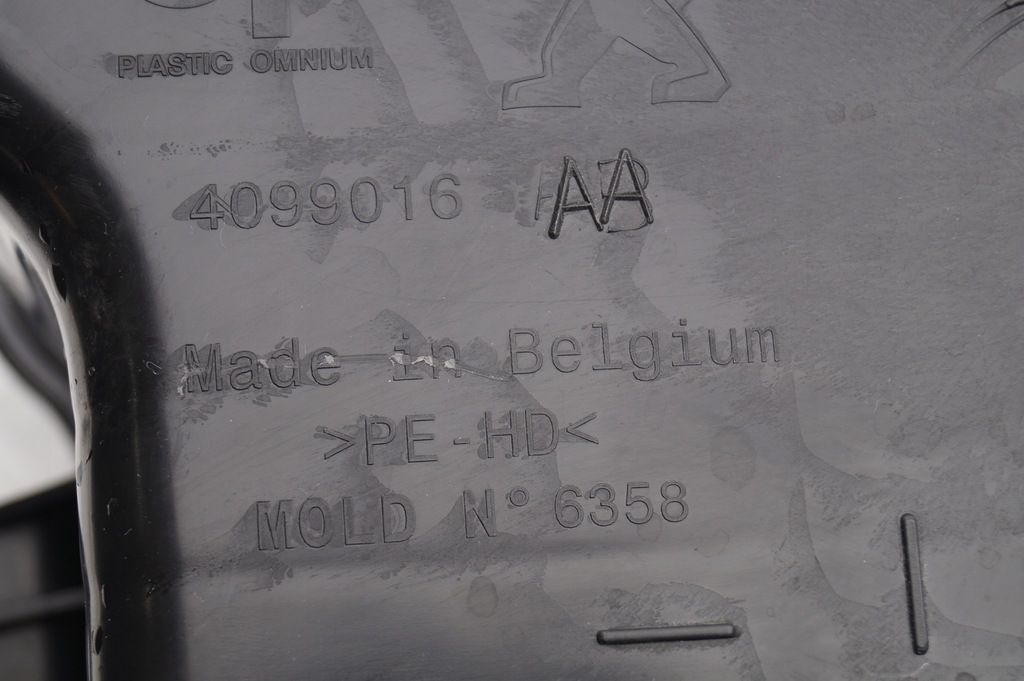 PLASTIC OMNIUM
4099016 AA
Made in Belgium
>PE-HD<
MOLD N° 6358